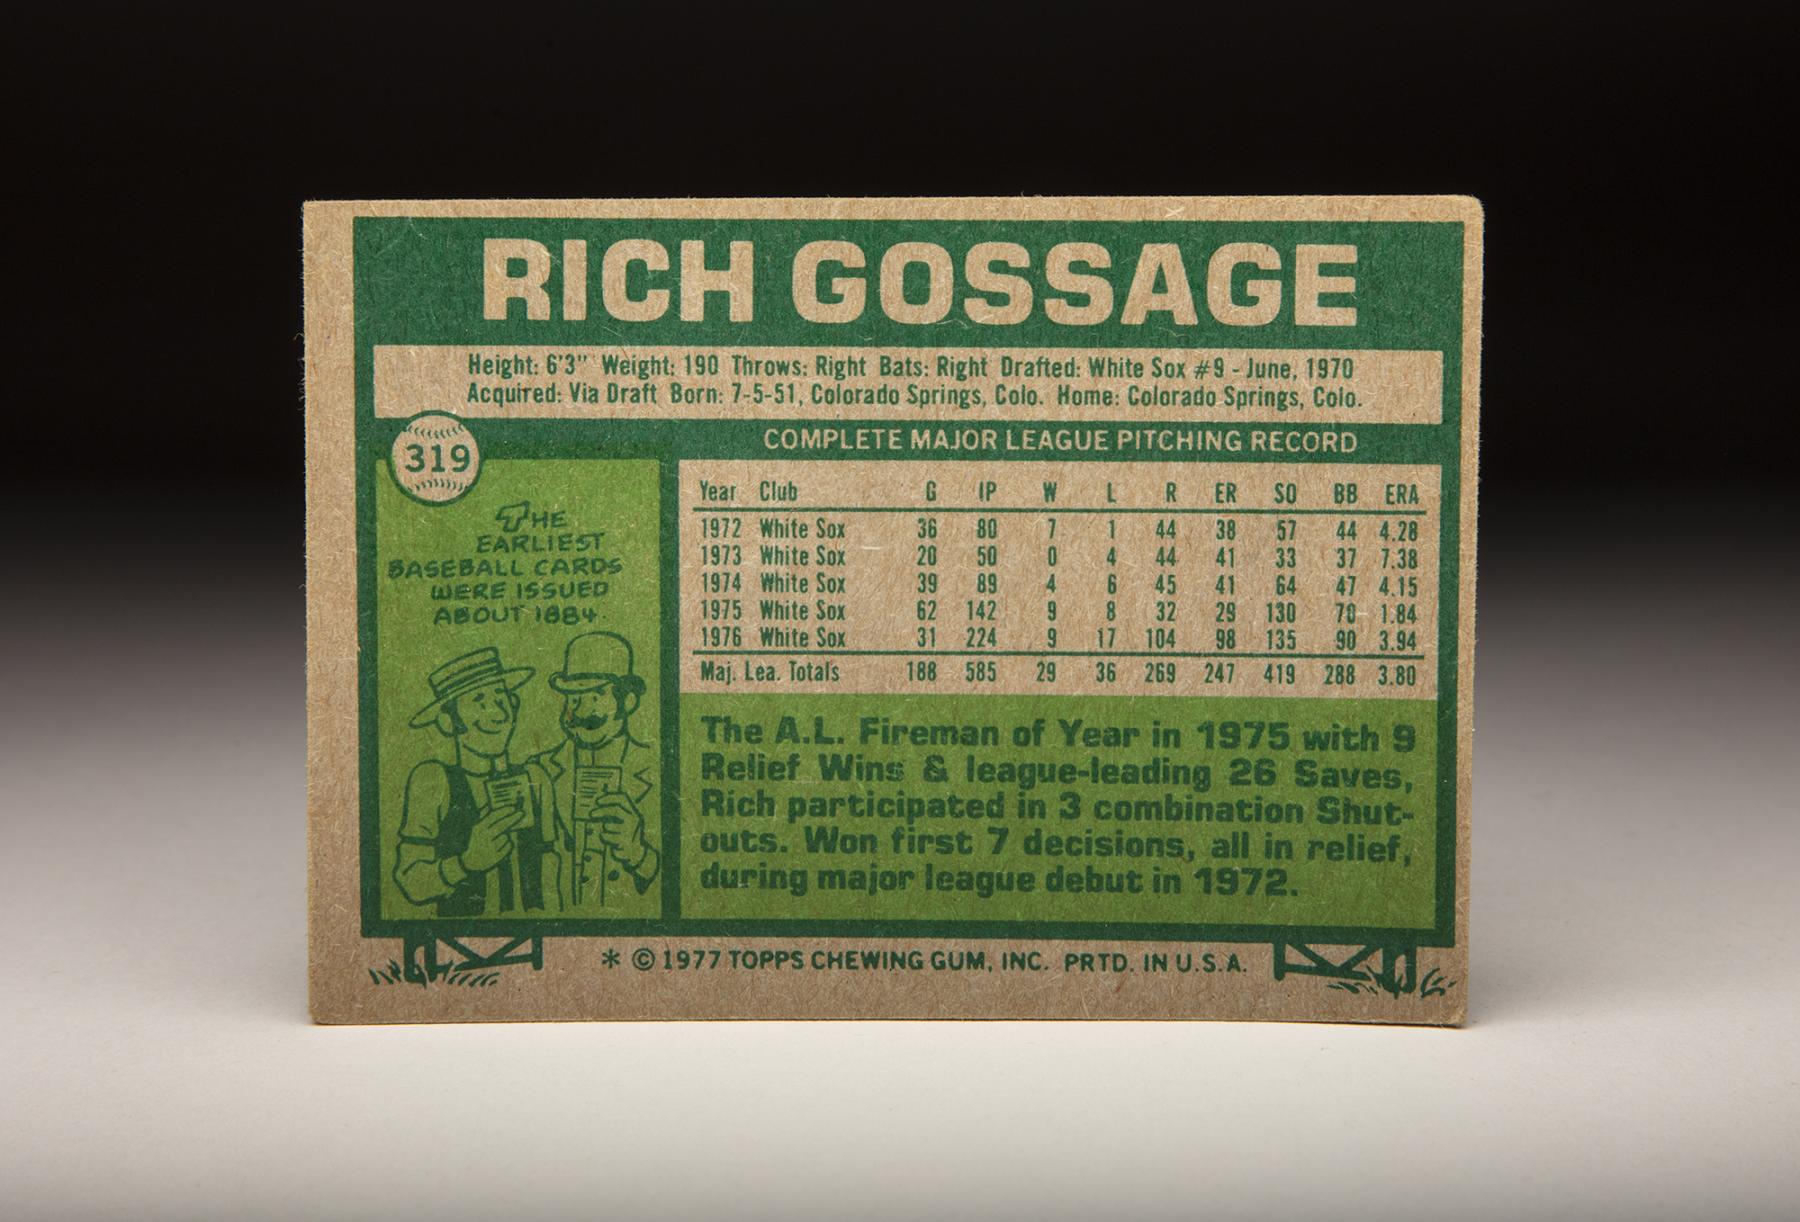 RICH GOSSAGE
Height: 6'3" Weight: 190 Throws: Right Bats: Right Drafted: White Sox #9 - June, 1970
Acquired: Via Draft Born: 7-5-51, Colorado Springs, Colo. Home: Colorado Springs, Colo.
319
THE
EARLIEST
BASEBALL CARDS
WERE ISSUED
ABOUT 1884.
COMPLETE MAJOR LEAGUE PITCHING RECORD
Year Club G IP W L R ER SO BB ERA
1972 White Sox 36 80 7 1 44 38 57 44 4.28
1973 White Sox 20 50 0 4 44 41 33 37 7.38
1974 White Sox 39 89 4 6 45 41 64 47 4.15
1975 White Sox 62 142 9 8 32 29 130 70 1.84
1976 White Sox 31 224 9 17 104 98 135 90 3.94
Maj. Lea. Totals 188 585 29 36 269 247 419 288 3.80
The A.L. Fireman of Year in 1975 with 9
Relief Wins & league-leading 26 Saves,
Rich participated in 3 combination Shut-
outs. Won first 7 decisions, all in relief,
during major league debut in 1972.
* © 1977 TOPPS CHEWING GUM, INC. PRTD. IN U.S.A.